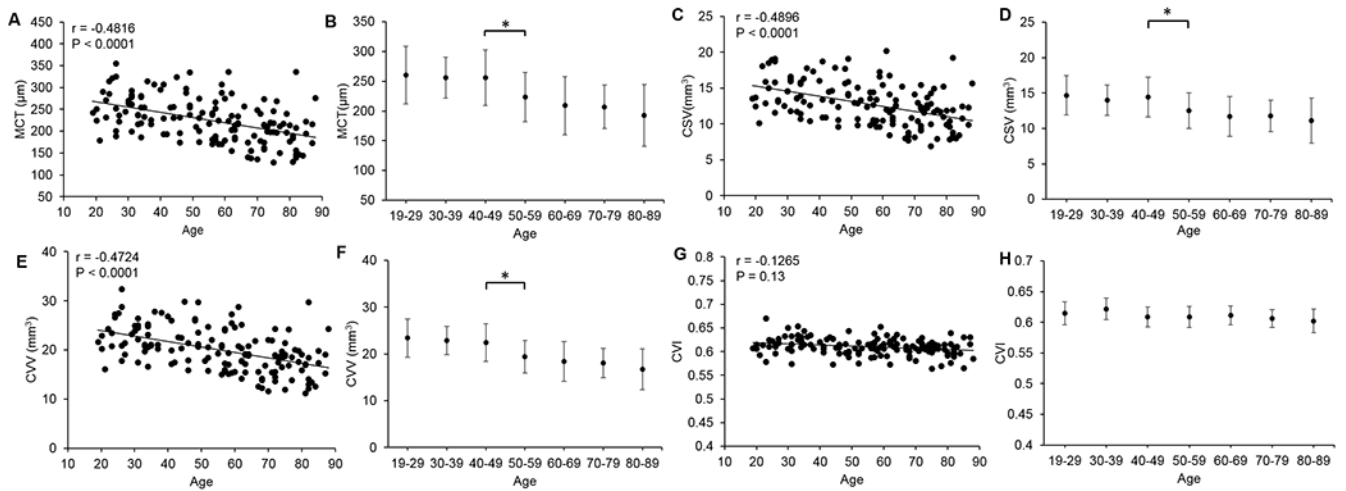 A
r = -0.4816
P < 0.0001
MCT (μm)
450
400
350
300
250
200
150
100
50
10 20 30 40 50 60 70 80 90
Age
B
*
MCT(μm)
350
300
250
200
150
100
50
19-29 30-39 40-49 50-59 60-69 70-79 80-89
Age
C
r = -0.4896
P < 0.0001
CSV(mm³)
25
20
15
10
5
0
10 20 30 40 50 60 70 80 90
Age
D
*
CSV (mm³)
25
20
15
10
5
0
19-29 30-39 40-49 50-59 60-69 70-79 80-89
Age
E
r = -0.4724
P < 0.0001
CVV (mm³)
40
30
20
10
0
10 20 30 40 50 60 70 80 90
Age
F
*
CVV (mm³)
40
30
20
10
0
19-29 30-39 40-49 50-59 60-69 70-79 80-89
Age
G
r = -0.1265
P = 0.13
CVI
0.8
0.75
0.7
0.65
0.6
0.55
0.5
0.45
0.4
10 20 30 40 50 60 70 80 90
Age
H
CVI
0.7
0.65
0.6
0.55
0.5
0.45
0.4
19-29 30-39 40-49 50-59 60-69 70-79 80-89
Age